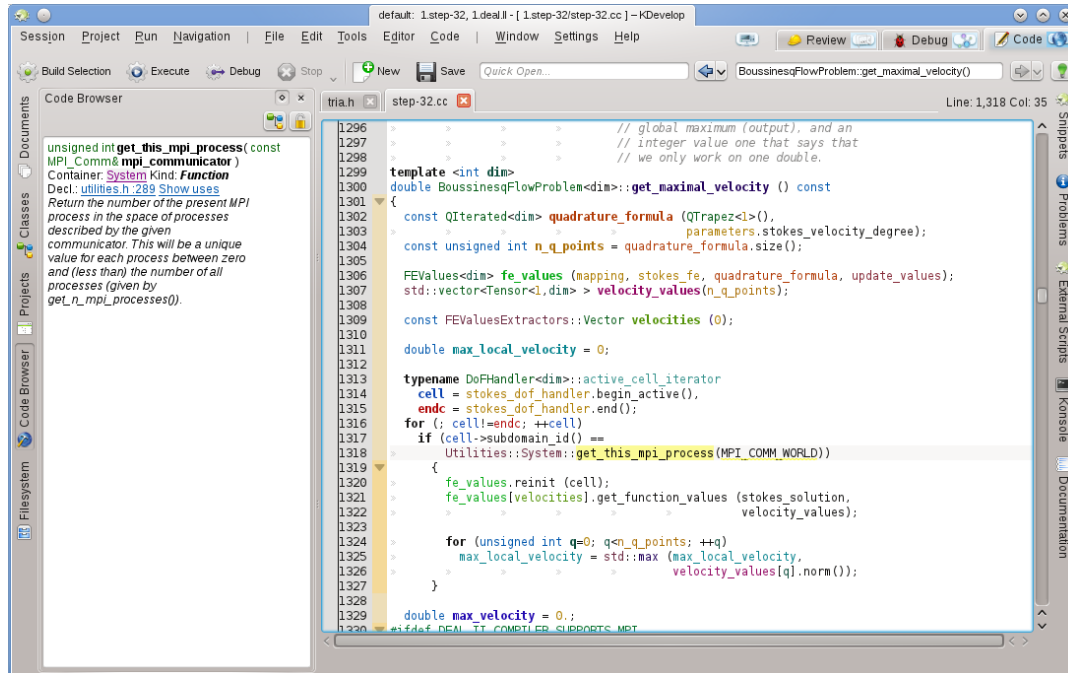 default: 1.step-32, 1.deal.II - [ 1.step-32/step-32.cc ] – KDevelop
Session Project Run Navigation | File Edit Tools Editor Code | Window Settings Help Review Debug Code
Build Selection Execute Debug Stop New Save Quick Open... BoussinesqFlowProblem::get_maximal_velocity()
Code Browser
tria.h step-32.cc Line: 1,318 Col: 35
Documents
Classes
Projects
Code Browser
Filesystem
unsigned int get_this_mpi_process( const
MPI_Comm& mpi_communicator )
Container: System Kind: Function
Decl.: utilities.h :289 Show uses
Return the number of the present MPI
process in the space of processes
described by the given
communicator. This will be a unique
value for each process between zero
and (less than) the number of all
processes (given by
get_n_mpi_processes()).
1296 // global maximum (output), and an
1297 // integer value one that says that
1298 // we only work on one double.
1299 template <int dim>
1300 double BoussinesqFlowProblem<dim>::get_maximal_velocity () const
1301 {
1302 const QIterated<dim> quadrature_formula (QTrapez<1>(),
1303 parameters.stokes_velocity_degree);
1304 const unsigned int n_q_points = quadrature_formula.size();
1305
1306 FEValues<dim> fe_values (mapping, stokes_fe, quadrature_formula, update_values);
1307 std::vector<Tensor<1,dim> > velocity_values(n_q_points);
1308
1309 const FEValuesExtractors::Vector velocities (0);
1310
1311 double max_local_velocity = 0;
1312
1313 typename DoFHandler<dim>::active_cell_iterator
1314 cell = stokes_dof_handler.begin_active(),
1315 endc = stokes_dof_handler.end();
1316 for (; cell!=endc; ++cell)
1317 if (cell->subdomain_id() ==
1318 Utilities::System::get_this_mpi_process(MPI_COMM_WORLD))
1319 {
1320 fe_values.reinit (cell);
1321 fe_values[velocities].get_function_values (stokes_solution,
1322 velocity_values);
1323
1324 for (unsigned int q=0; q<n_q_points; ++q)
1325 max_local_velocity = std::max (max_local_velocity,
1326 velocity_values[q].norm());
1327 }
1328
1329 double max_velocity = 0.;
1330 #ifdef DEAL_II_COMPILER_SUPPORTS_MPI
Snippets
Problems
External Scripts
Konsole
Documentation